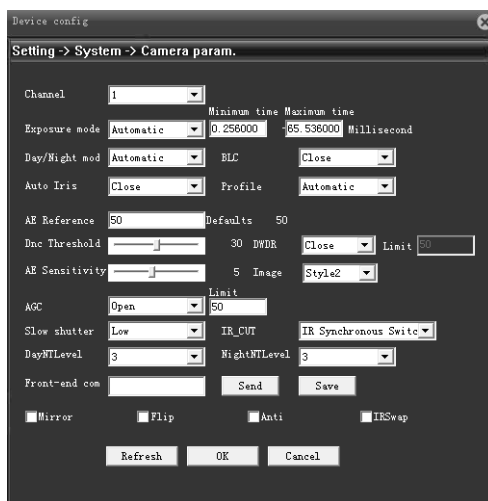 Device config
Setting -> System -> Camera param.
Channel 1
Minimum time Maximum time
Exposure mode Automatic 0.256000 -65.536000 Millisecond
Day/Night mod Automatic BLC Close
Auto Iris Close Profile Automatic
AE Reference 50 Defaults 50
Dnc Threshold 30 DWDR Close Limit 50
AE Sensitivity 5 Image Style2
Limit
AGC Open 50
Slow shutter Low IR_CUT IR Synchronous Switc
DayNTLevel 3 NightNTLevel 3
Front-end com Send Save
Mirror Flip Anti IRSwap
Refresh OK Cancel